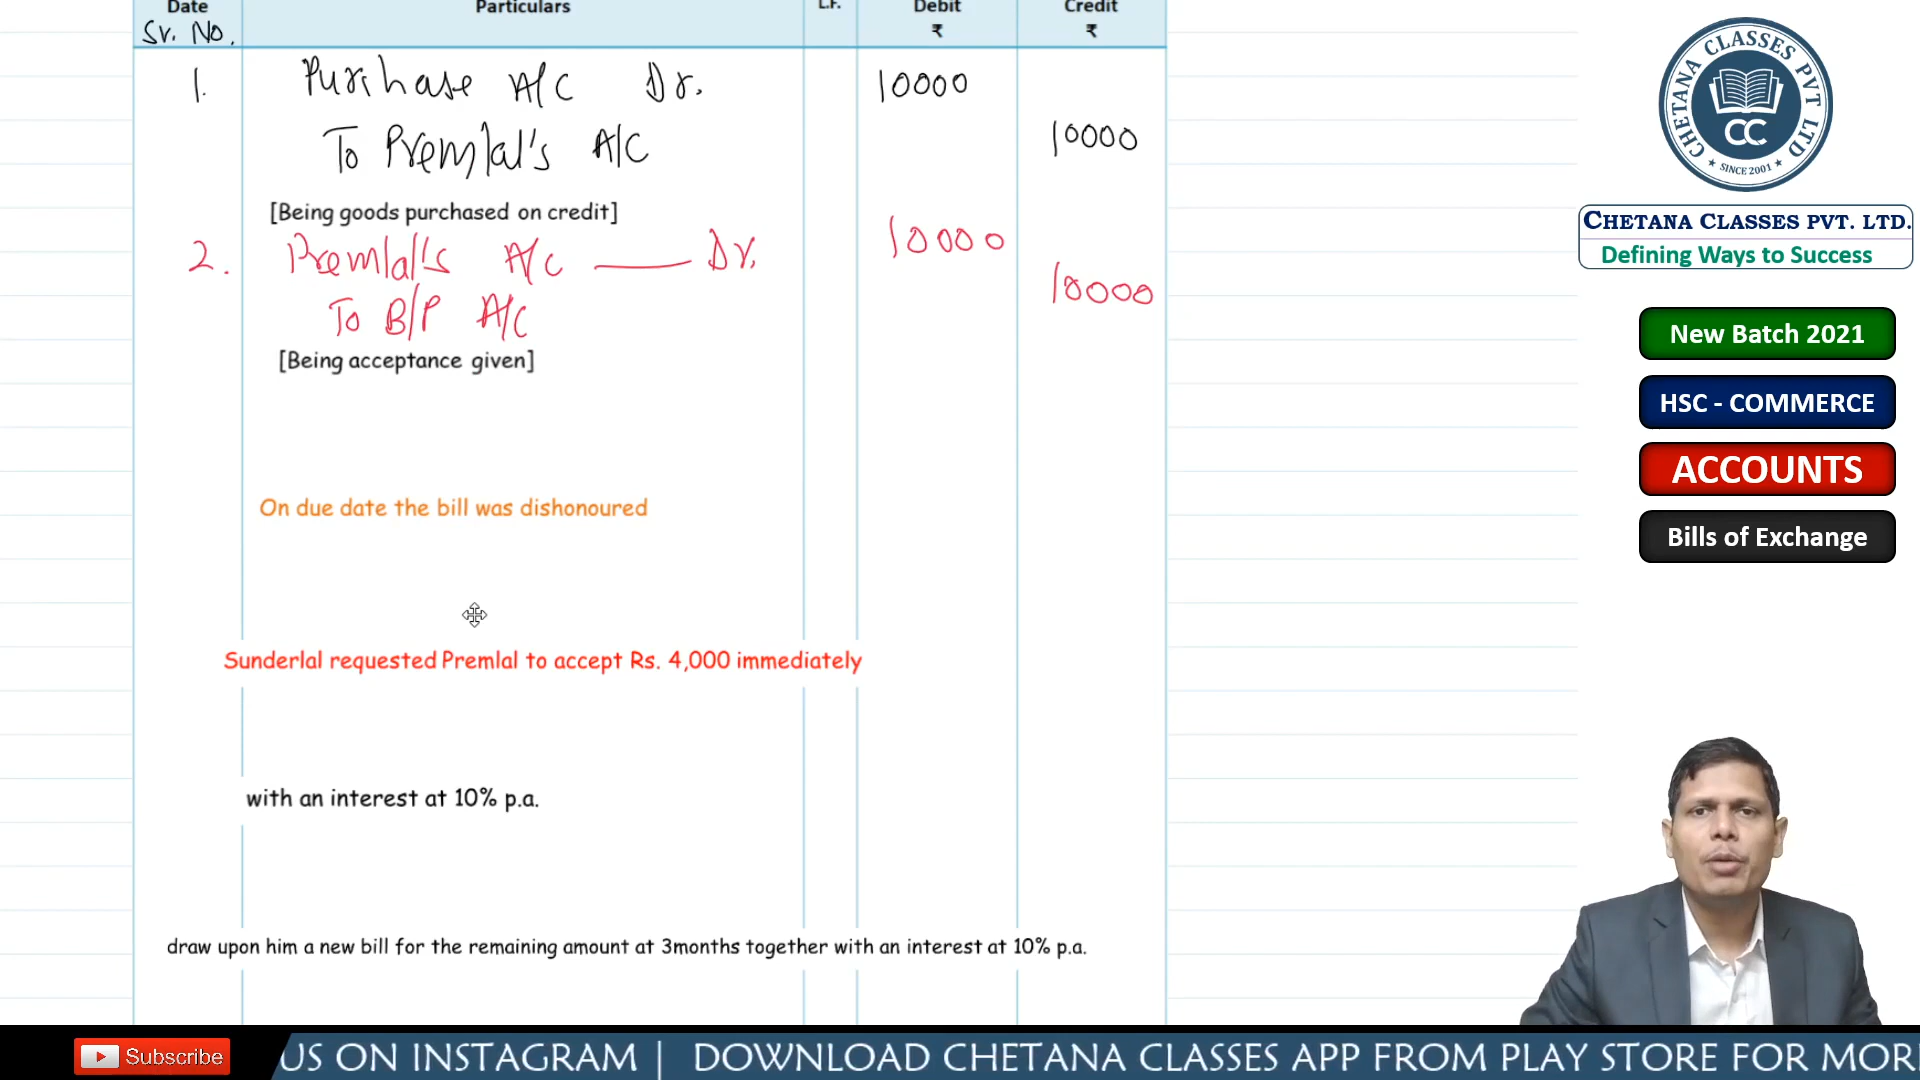 Date Particulars L.F. Debit Credit
Sr. No. ₹ ₹
1. Purchase A/C Dr. 10000
To Premlal's A/C 10000
[Being goods purchased on credit]
2. Premlal's A/C Dr. 10000
To B/P A/C 10000
[Being acceptance given]
On due date the bill was dishonoured
Sunderlal requested Premlal to accept Rs. 4,000 immediately
with an interest at 10% p.a.
draw upon him a new bill for the remaining amount at 3months together with an interest at 10% p.a.
CHETANA CLASSES PVT LTD
CC
SINCE 2001
CHETANA CLASSES PVT. LTD.
Defining Ways to Success
New Batch 2021
HSC - COMMERCE
ACCOUNTS
Bills of Exchange
Subscribe
US ON INSTAGRAM | DOWNLOAD CHETANA CLASSES APP FROM PLAY STORE FOR MOR